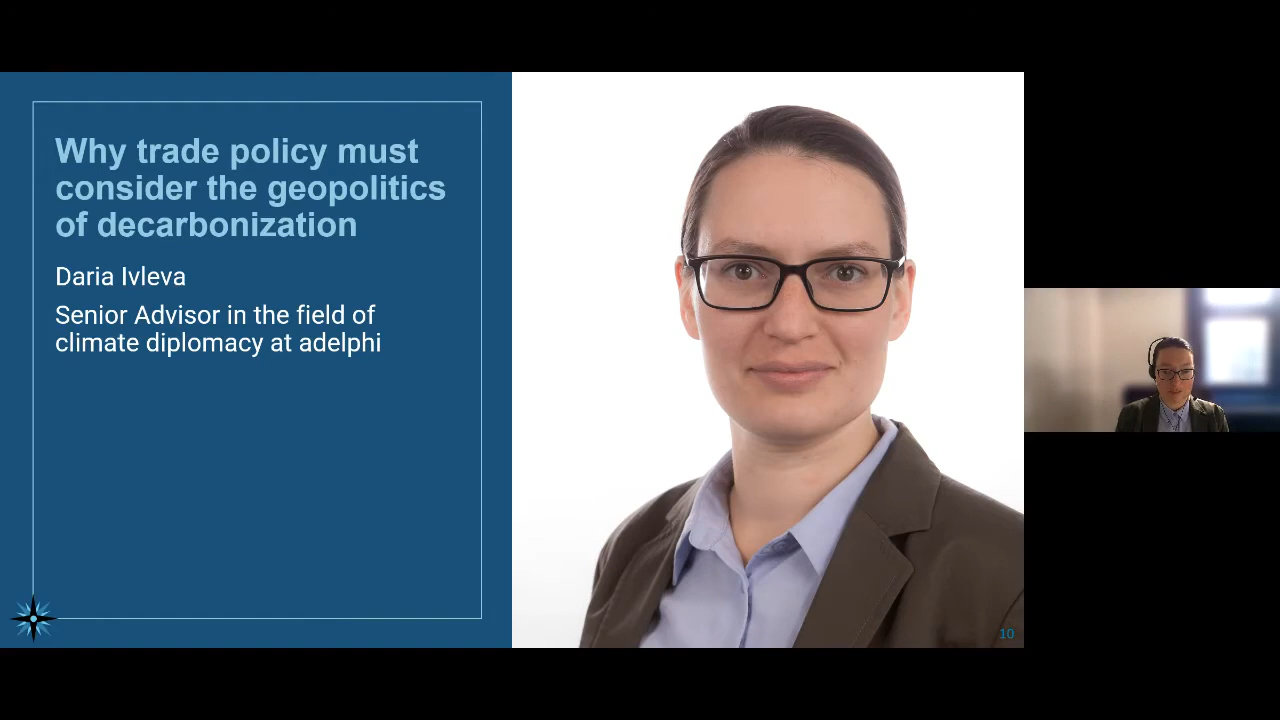 Why trade policy must
consider the geopolitics
of decarbonization
Daria Ivleva
Senior Advisor in the field of
climate diplomacy at adelphi
10